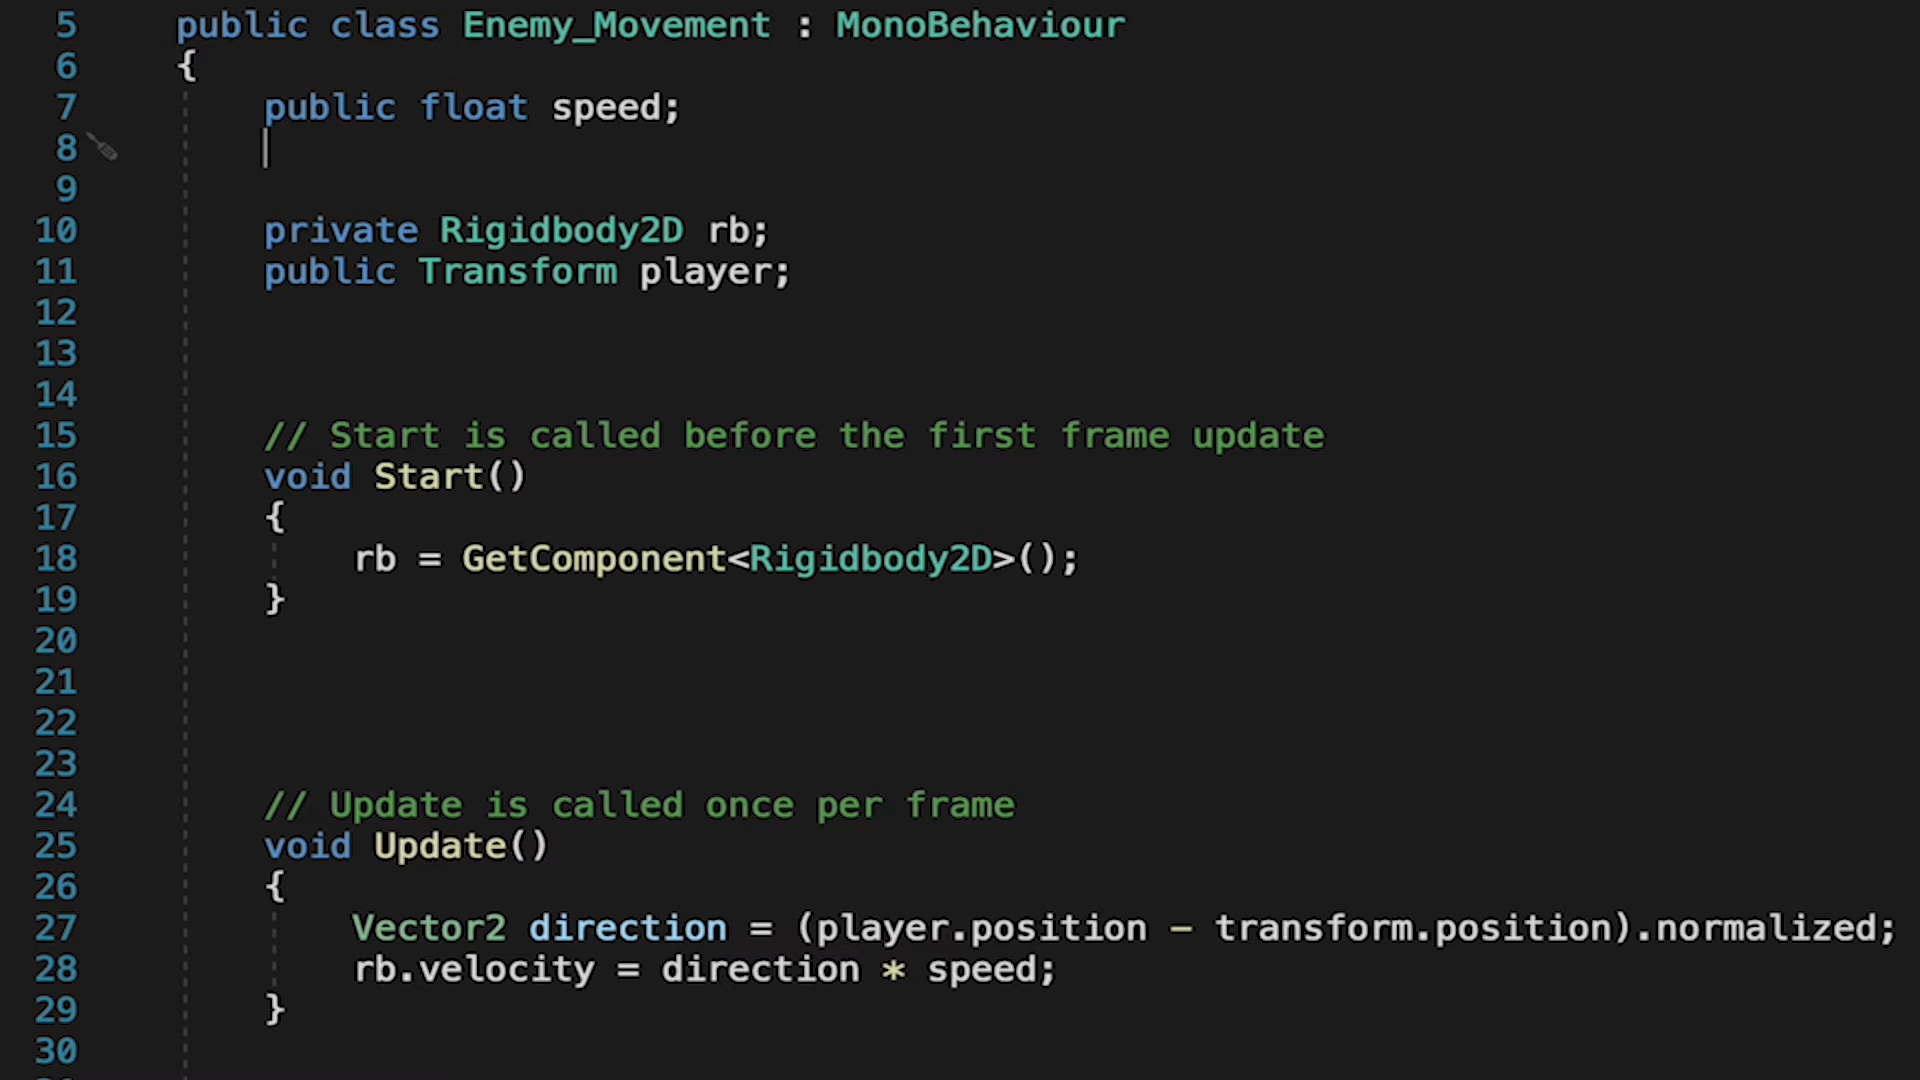 5 public class Enemy_Movement : MonoBehaviour
6 {
7 public float speed;
8
9
10 private Rigidbody2D rb;
11 public Transform player;
12
13
14
15 // Start is called before the first frame update
16 void Start()
17 {
18 rb = GetComponent<Rigidbody2D>();
19 }
20
21
22
23
24 // Update is called once per frame
25 void Update()
26 {
27 Vector2 direction = (player.position - transform.position).normalized;
28 rb.velocity = direction * speed;
29 }
30